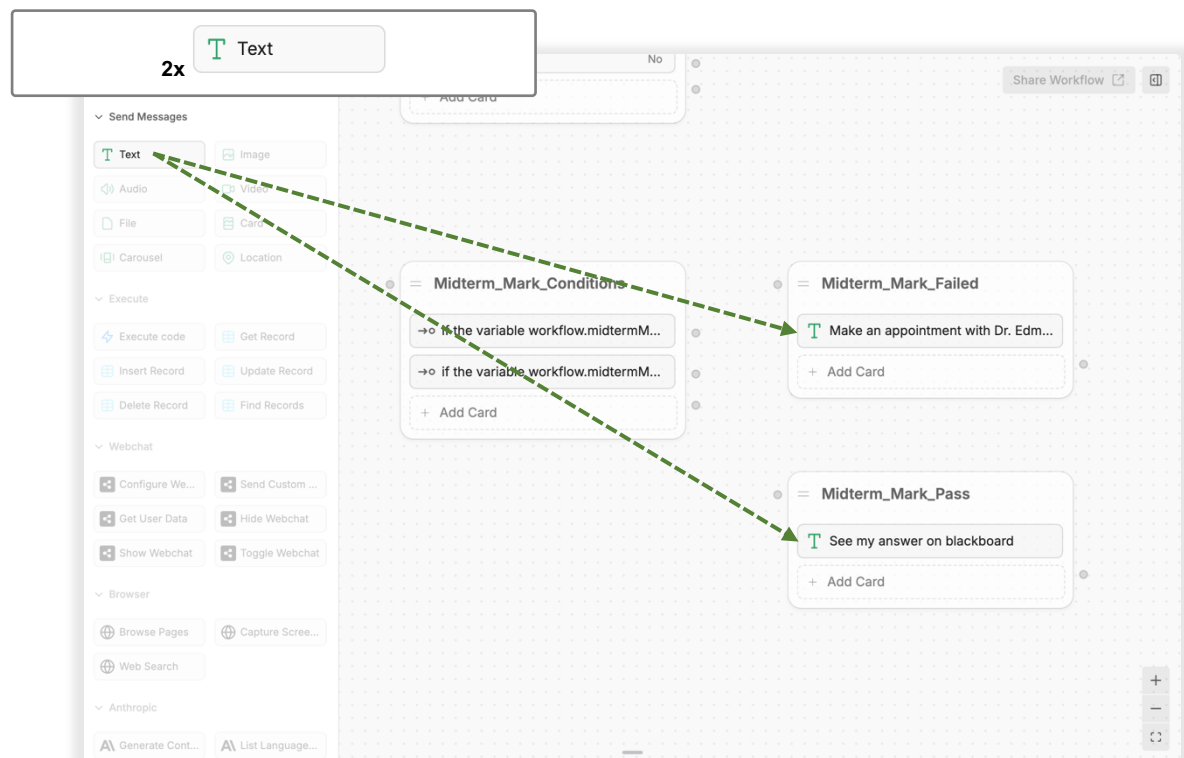 2x
Text
No
Add Card
Share Workflow
Send Messages
Text
Image
Audio
Video
File
Card
Carousel
Location
Execute
Execute code
Get Record
Insert Record
Update Record
Delete Record
Find Records
Webchat
Configure We...
Send Custom ...
Get User Data
Hide Webchat
Show Webchat
Toggle Webchat
Browser
Browse Pages
Capture Scree...
Web Search
Anthropic
Generate Cont...
List Language...
Midterm_Mark_Conditions
if the variable workflow.midtermM...
if the variable workflow.midtermM...
+ Add Card
Midterm_Mark_Failed
Make an appointment with Dr. Edm...
+ Add Card
Midterm_Mark_Pass
See my answer on blackboard
+ Add Card